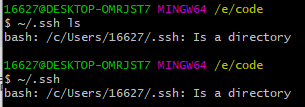 16627@DESKTOP-OMRJST7 MINGW64 /e/code
$ ~/.ssh ls
bash: /c/Users/16627/.ssh: Is a directory
16627@DESKTOP-OMRJST7 MINGW64 /e/code
$ ~/.ssh
bash: /c/Users/16627/.ssh: Is a directory